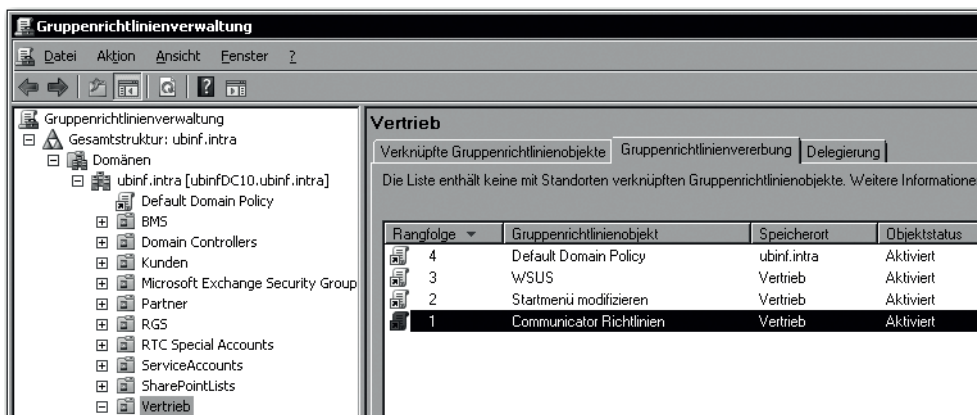 Gruppenrichtlinienverwaltung
Datei Aktion Ansicht Fenster ?
Gruppenrichtlinienverwaltung
Gesamtstruktur: ubinf.intra
Domänen
ubinf.intra [ubinfDC10.ubinf.intra]
Default Domain Policy
BMS
Domain Controllers
Kunden
Microsoft Exchange Security Group
Partner
RGS
RTC Special Accounts
ServiceAccounts
SharePointLists
Vertrieb
Vertrieb
Verknüpfte Gruppenrichtlinienobjekte Gruppenrichtlinienvererbung Delegierung
Die Liste enthält keine mit Standorten verknüpften Gruppenrichtlinienobjekte. Weitere Informatione
Rangfolge Gruppenrichtlinienobjekt Speicherort Objektstatus
4 Default Domain Policy ubinf.intra Aktiviert
3 WSUS Vertrieb Aktiviert
2 Startmenü modifizieren Vertrieb Aktiviert
1 Communicator Richtlinien Vertrieb Aktiviert